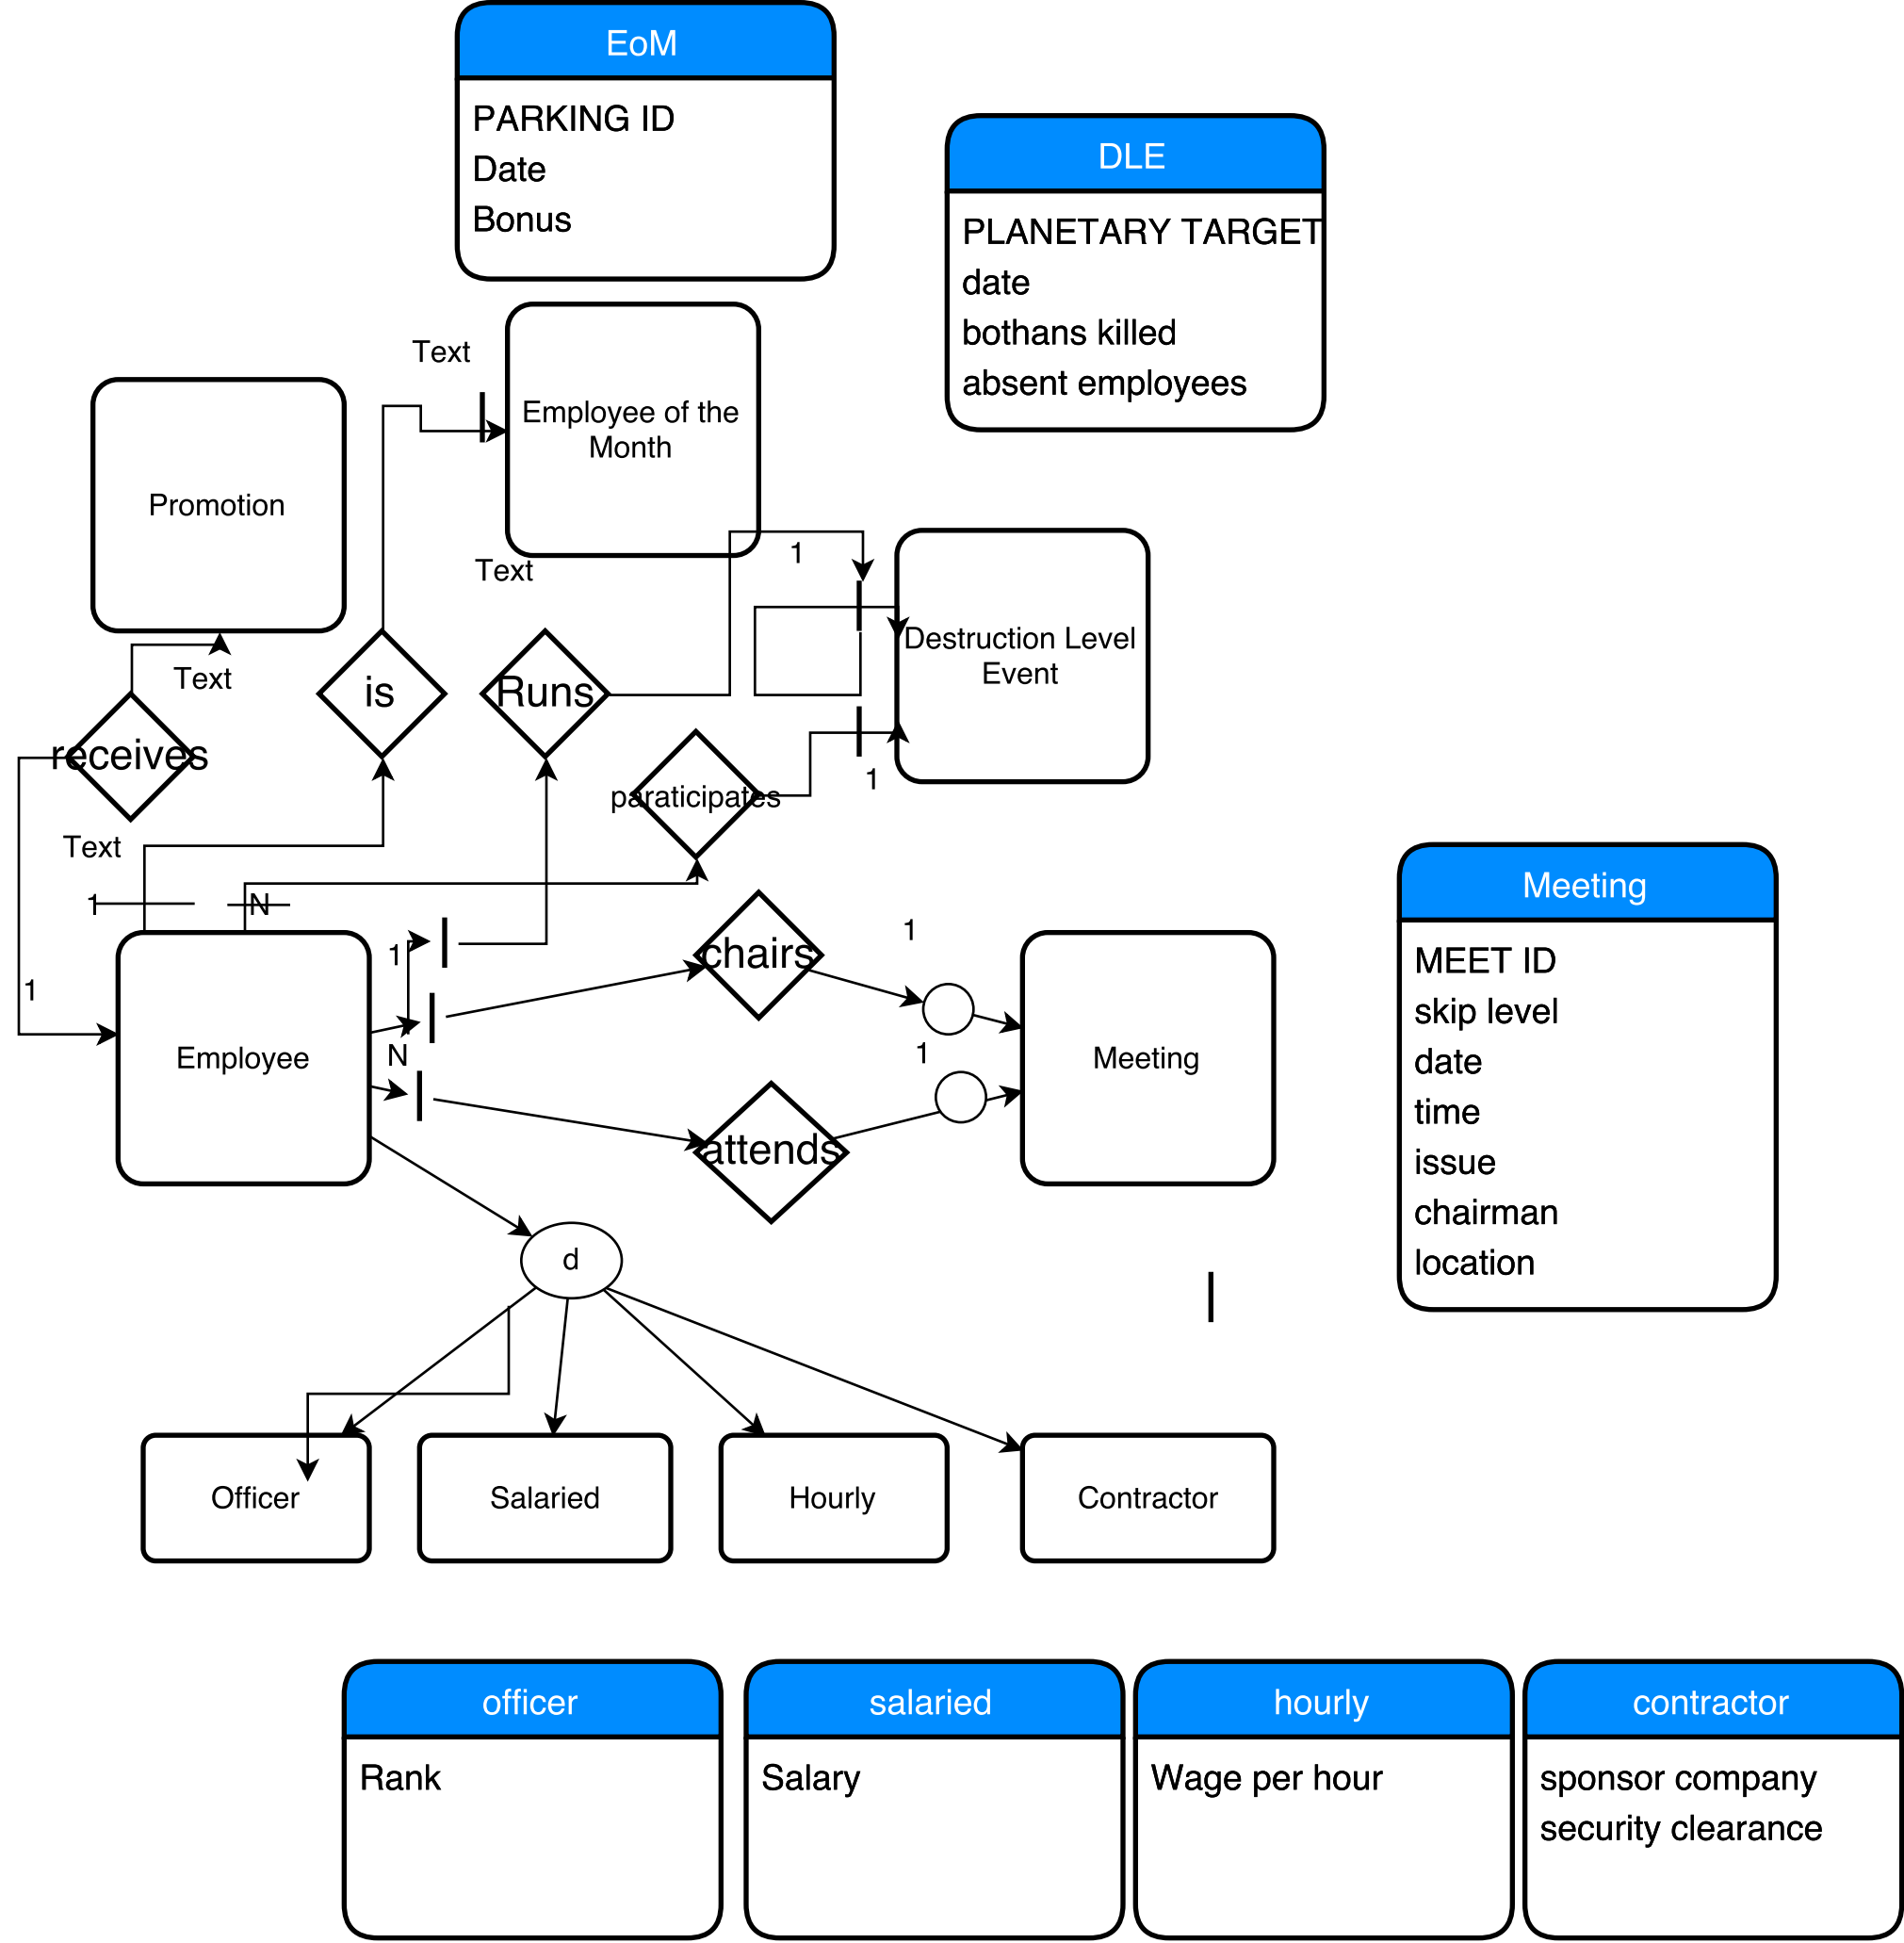 EoM
PARKING ID
Date
Bonus
DLE
PLANETARY TARGET
date
bothans killed
absent employees
Text
Employee of the
Month
Promotion
Text
1
Destruction Level
Event
Text
is
Runs
receives
1
paraticipates
Text
1
N
1
1
N
chairs
1
1
Employee
Meeting
attends
Meeting
MEET ID
skip level
date
time
issue
chairman
location
d
Officer
Salaried
Hourly
Contractor
officer
Rank
salaried
Salary
hourly
Wage per hour
contractor
sponsor company
security clearance